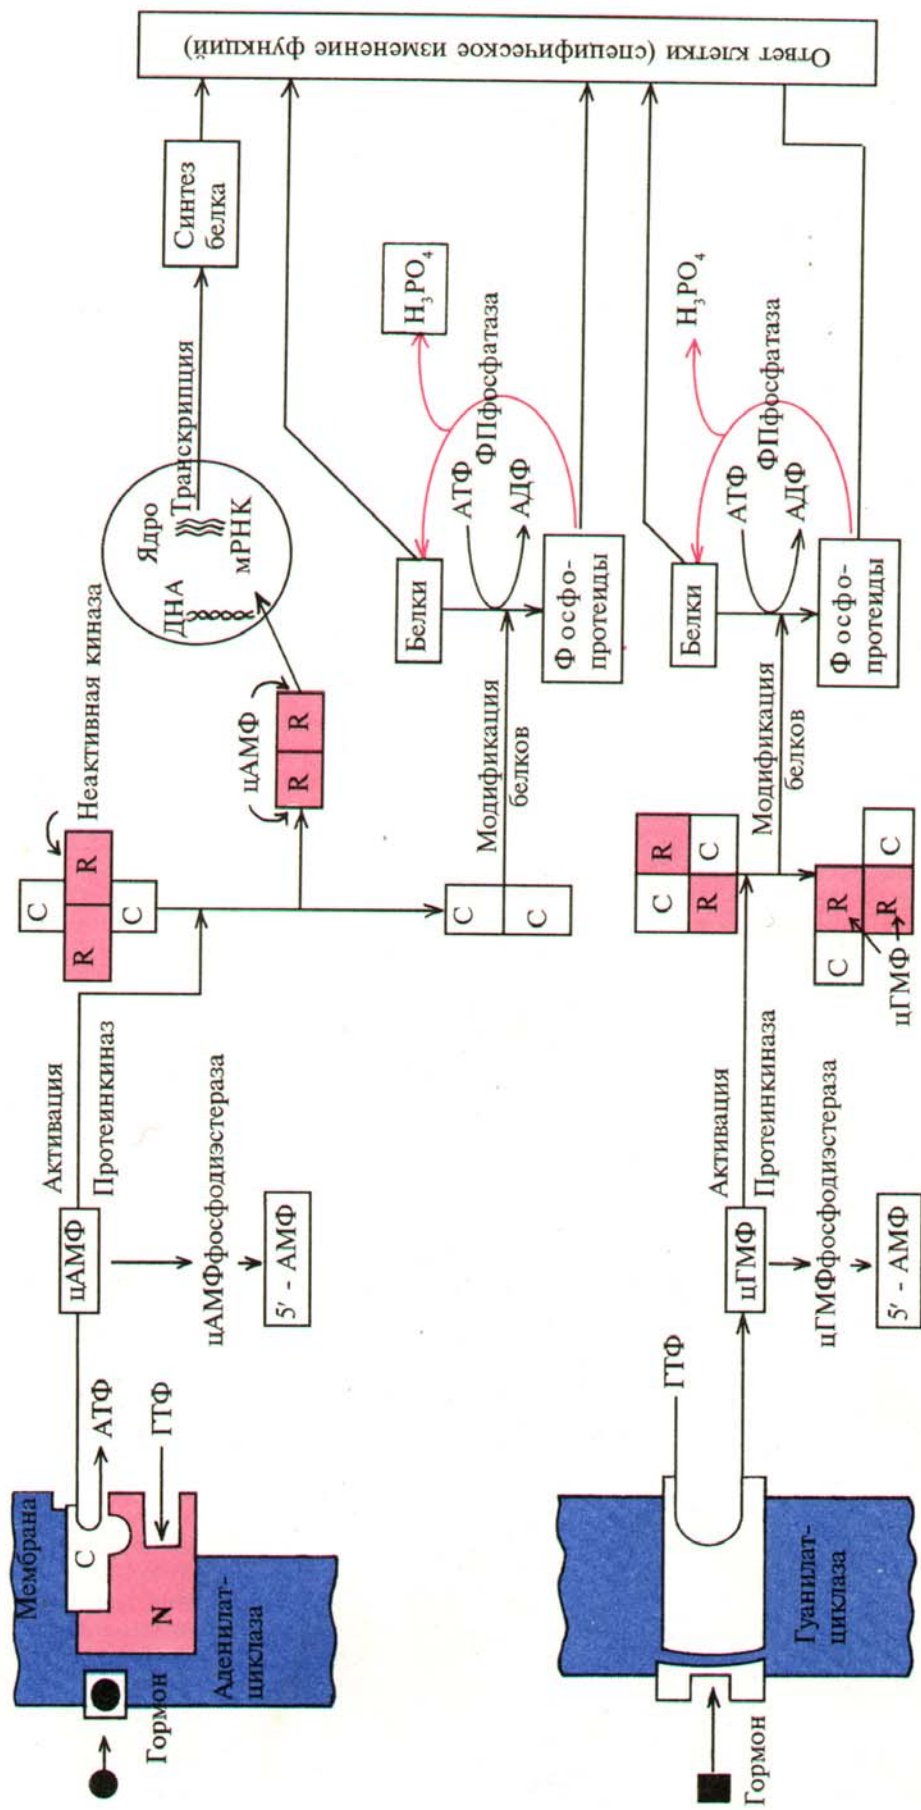 Мембрана
C
АТФ
ГТФ
N
Аденилат-
циклаза
Гормон
цАМФ
цАМФфосфодиэстераза
5′ - АМФ
Активация
Протеинкиназ
C
R
R
C
Неактивная киназа
цАМФ
R
R
C
C
ДНА
Ядро
мРНК
Транскрипция
Синтез
белка
Модификация
белков
Белки
АТФ
АДФ
ФПфосфатаза
H₃PO₄
Фосфо-
протеиды
Ответ клетки (специфическое изменение функций)
Гормон
Гуанилат-
циклаза
ГТФ
цГМФ
цГМФфосфодиэстераза
5′ - АМФ
Активация
Протеинкиназа
C
R
R
C
C
R
R
C
цГМФ
Модификация
белков
Белки
АТФ
АДФ
ФПфосфатаза
H₃PO₄
Фосфо-
протеиды